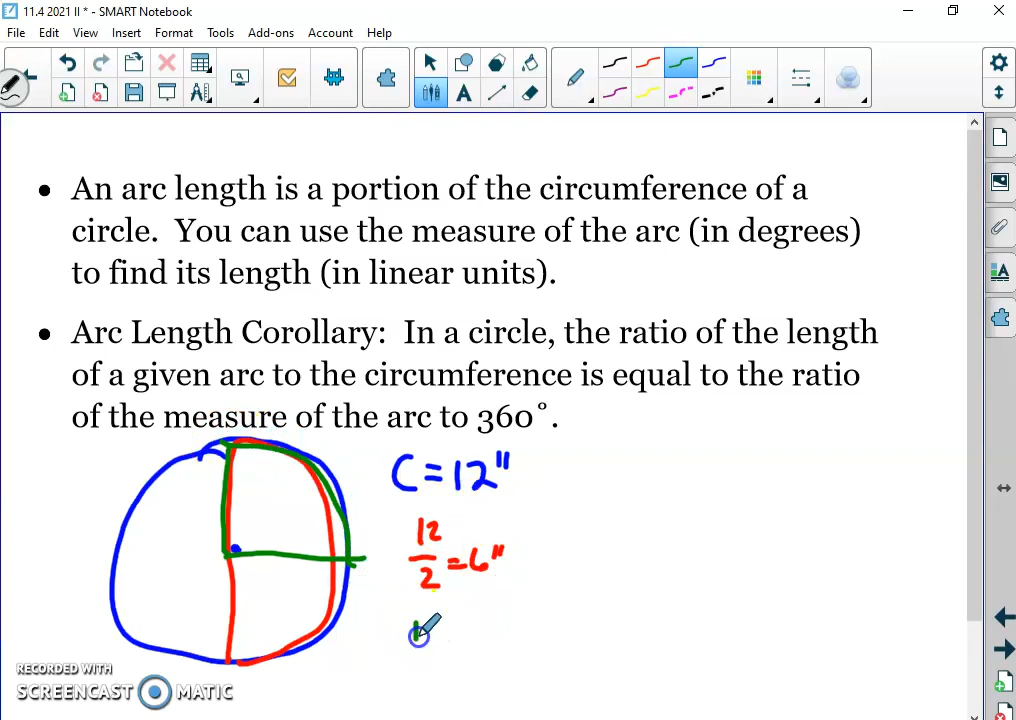 11.4 2021 II * - SMART Notebook
File Edit View Insert Format Tools Add-ons Account Help
• An arc length is a portion of the circumference of a
circle. You can use the measure of the arc (in degrees)
to find its length (in linear units).
• Arc Length Corollary: In a circle, the ratio of the length
of a given arc to the circumference is equal to the ratio
of the measure of the arc to 360°.
C = 12"
12
2
= 6"
RECORDED WITH
SCREENCAST MATIC